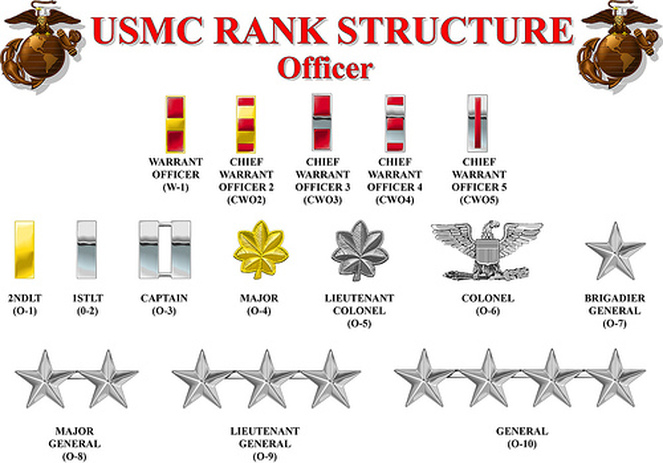 USMC RANK STRUCTURE
Officer
WARRANT
OFFICER
(W-1)
CHIEF
WARRANT
OFFICER 2
(CWO2)
CHIEF
WARRANT
OFFICER 3
(CWO3)
CHIEF
WARRANT
OFFICER 4
(CWO4)
CHIEF
WARRANT
OFFICER 5
(CWO5)
2NDLT
(O-1)
1STLT
(0-2)
CAPTAIN
(O-3)
MAJOR
(O-4)
LIEUTENANT
COLONEL
(O-5)
COLONEL
(O-6)
BRIGADIER
GENERAL
(O-7)
MAJOR
GENERAL
(O-8)
LIEUTENANT
GENERAL
(O-9)
GENERAL
(O-10)